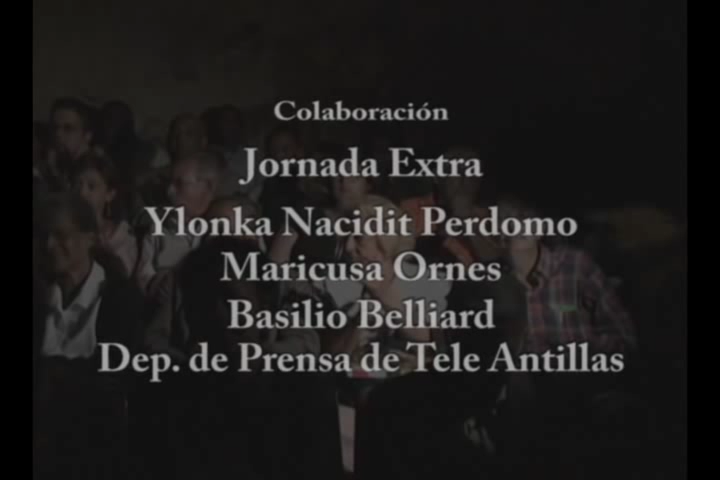 Colaboración
Jornada Extra
Ylonka Nacidit Perdomo
Maricusa Ornes
Basilio Belliard
Dep. de Prensa de Tele Antillas